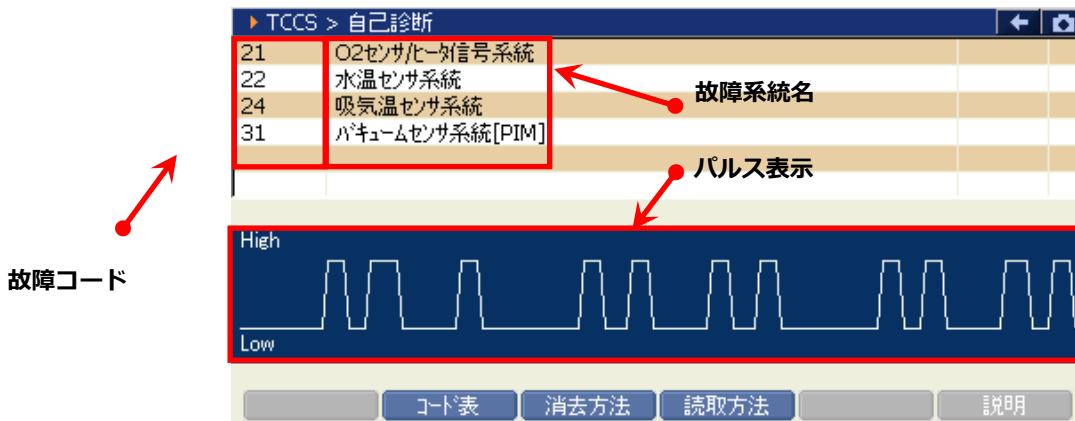 TCCS > 自己診断
21 O2センサ/ヒータ信号系統
22 水温センサ系統
24 吸気温センサ系統
31 バキュームセンサ系統[PIM]
故障系統名
パルス表示
故障コード
High
Low
コード表 消去方法 読取方法 説明